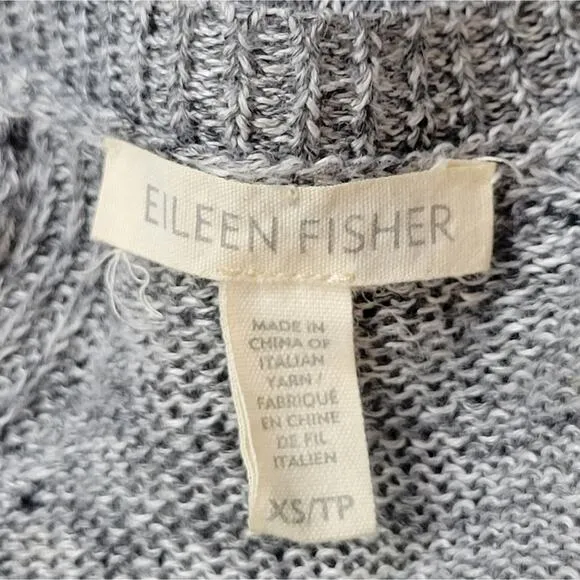 EILEEN FISHER
MADE IN
CHINA OF
ITALIAN
YARN /
FABRIQUÉ
EN CHINE
DE FIL
ITALIEN
XS/TP